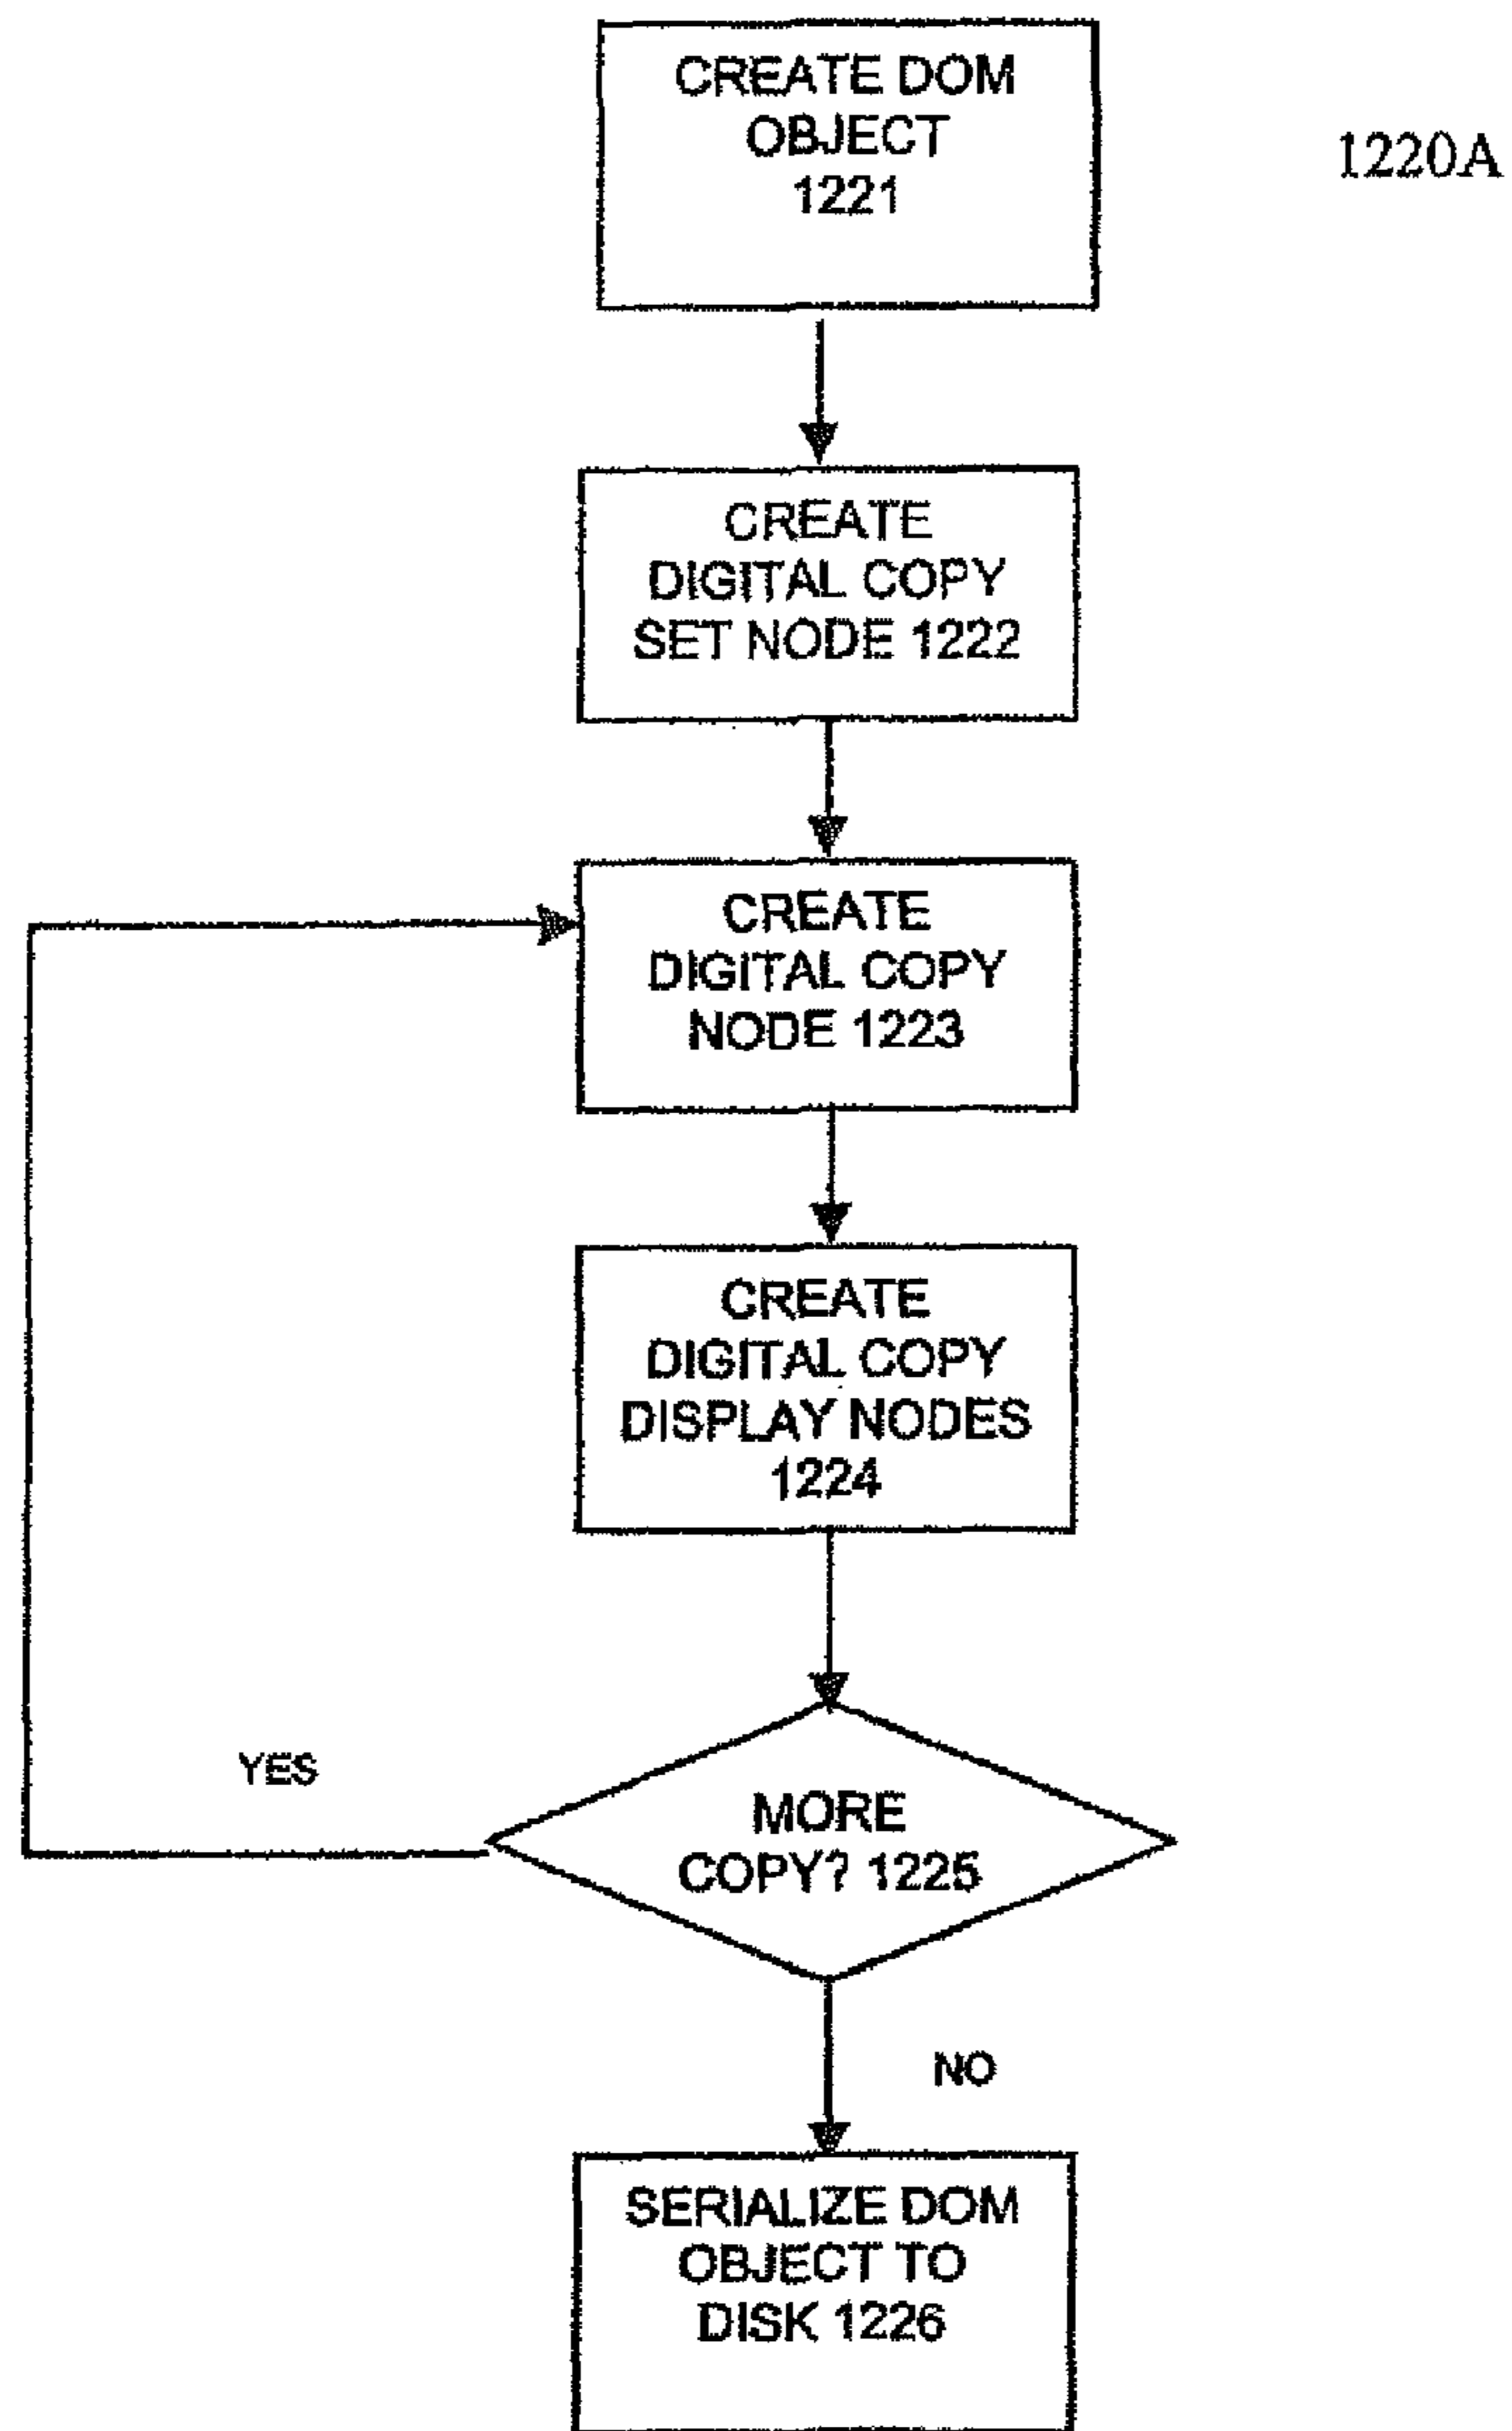 CREATE DOM
OBJECT
1221
1220A
CREATE
DIGITAL COPY
SET NODE 1222
CREATE
DIGITAL COPY
NODE 1223
CREATE
DIGITAL COPY
DISPLAY NODES
1224
YES
MORE
COPY? 1225
NO
SERIALIZE DOM
OBJECT TO
DISK 1226